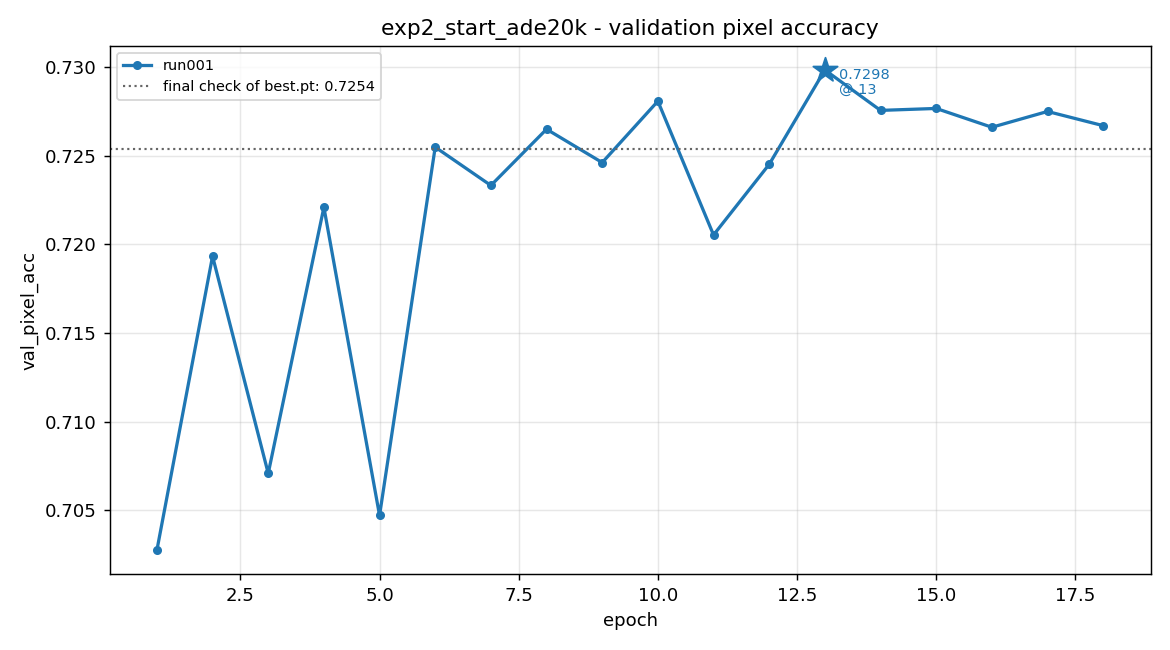 exp2_start_ade20k - validation pixel accuracy
run001
final check of best.pt: 0.7254
0.7298
@ 13
0.730
0.725
0.720
0.715
0.710
0.705
val_pixel_acc
2.5 5.0 7.5 10.0 12.5 15.0 17.5
epoch